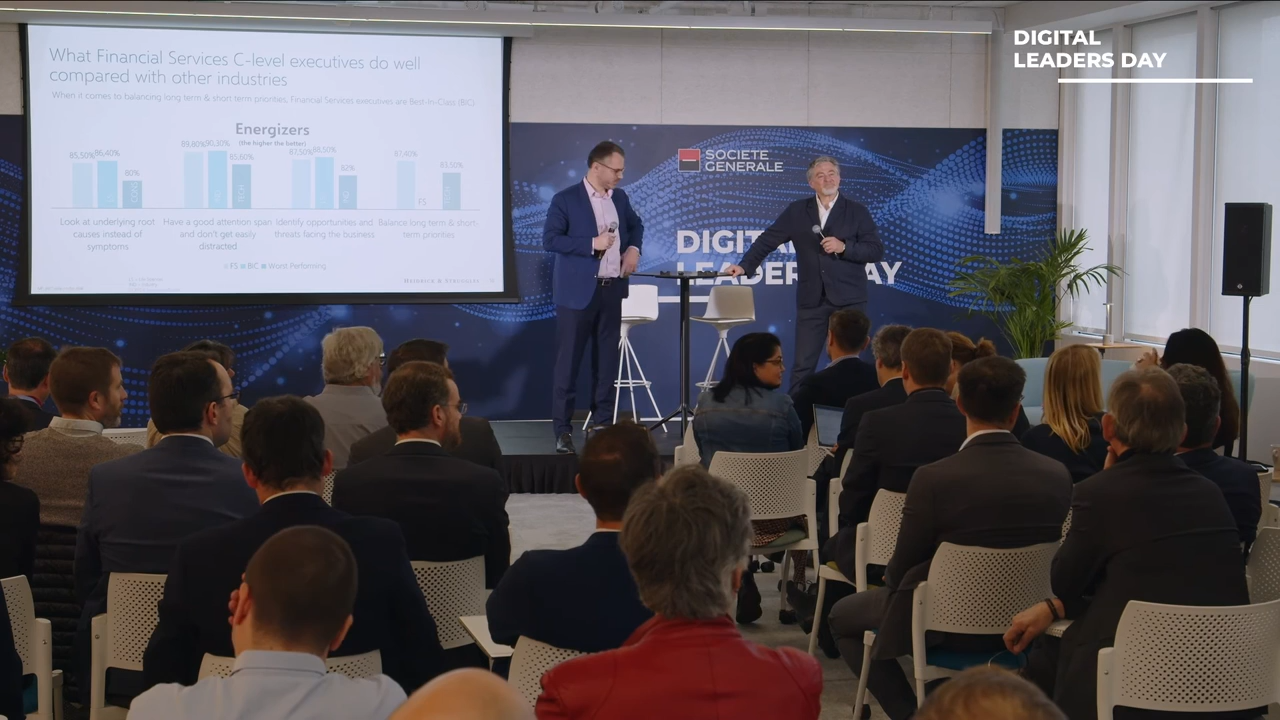 What Financial Services C-level executives do well
compared with other industries
When it comes to balancing long term & short term priorities, Financial Services executives are Best-In-Class (BIC)
Energizers
(the higher the better)
85,50% 86,40% 80%
89,80% 90,30% 85,60%
87,50% 88,50% 82%
87,40% FS 83,50%
Look at underlying root
causes instead of
symptoms
Have a good attention span
and don't get easily
distracted
Identify opportunities and
threats facing the business
Balance long term & short-
term priorities
FS BIC Worst Performing
HEIDRICK & STRUGGLES
SOCIETE
GENERALE
DIGITAL
LEADERS DAY
DIGITAL
LEADERS DAY